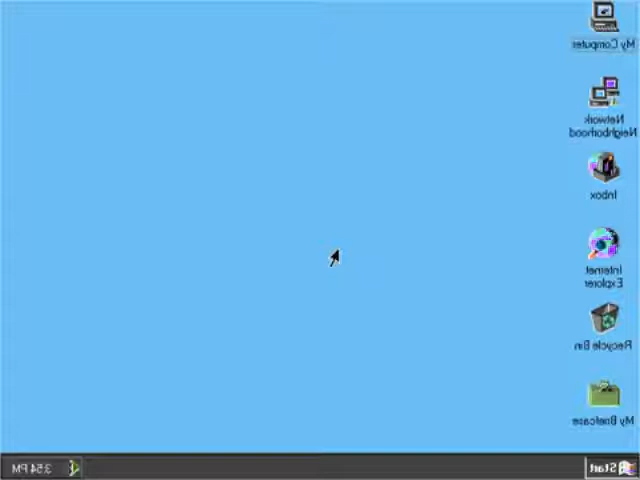 My Computer
Network
Neighborhood
Inbox
Internet
Explorer
Recycle Bin
My Briefcase
Start
3:54 PM